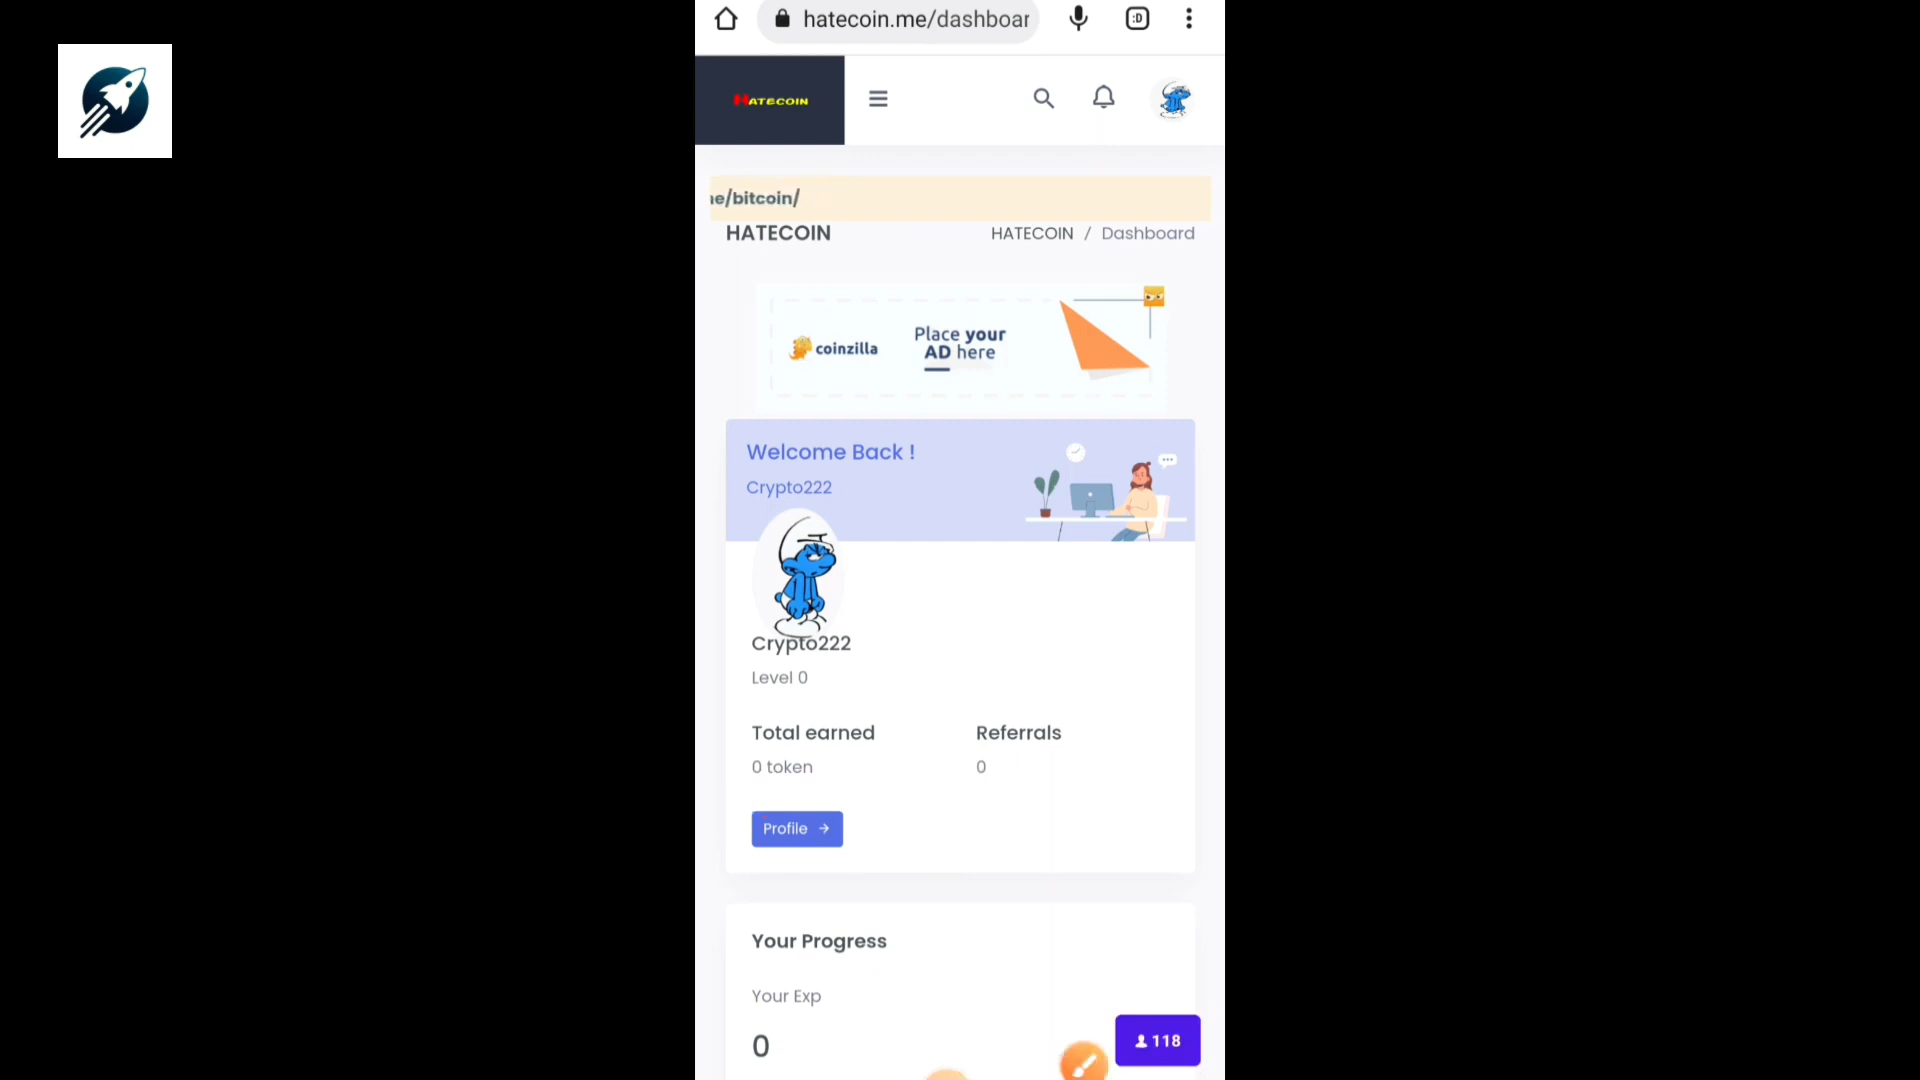 hatecoin.me/dashboar
:D
HATECOIN
e/bitcoin/
HATECOIN
HATECOIN / Dashboard
coinzilla
Place your
AD here
Welcome Back !
Crypto222
Crypto222
Level 0
Total earned
Referrals
0 token
0
Profile →
Your Progress
Your Exp
0
118